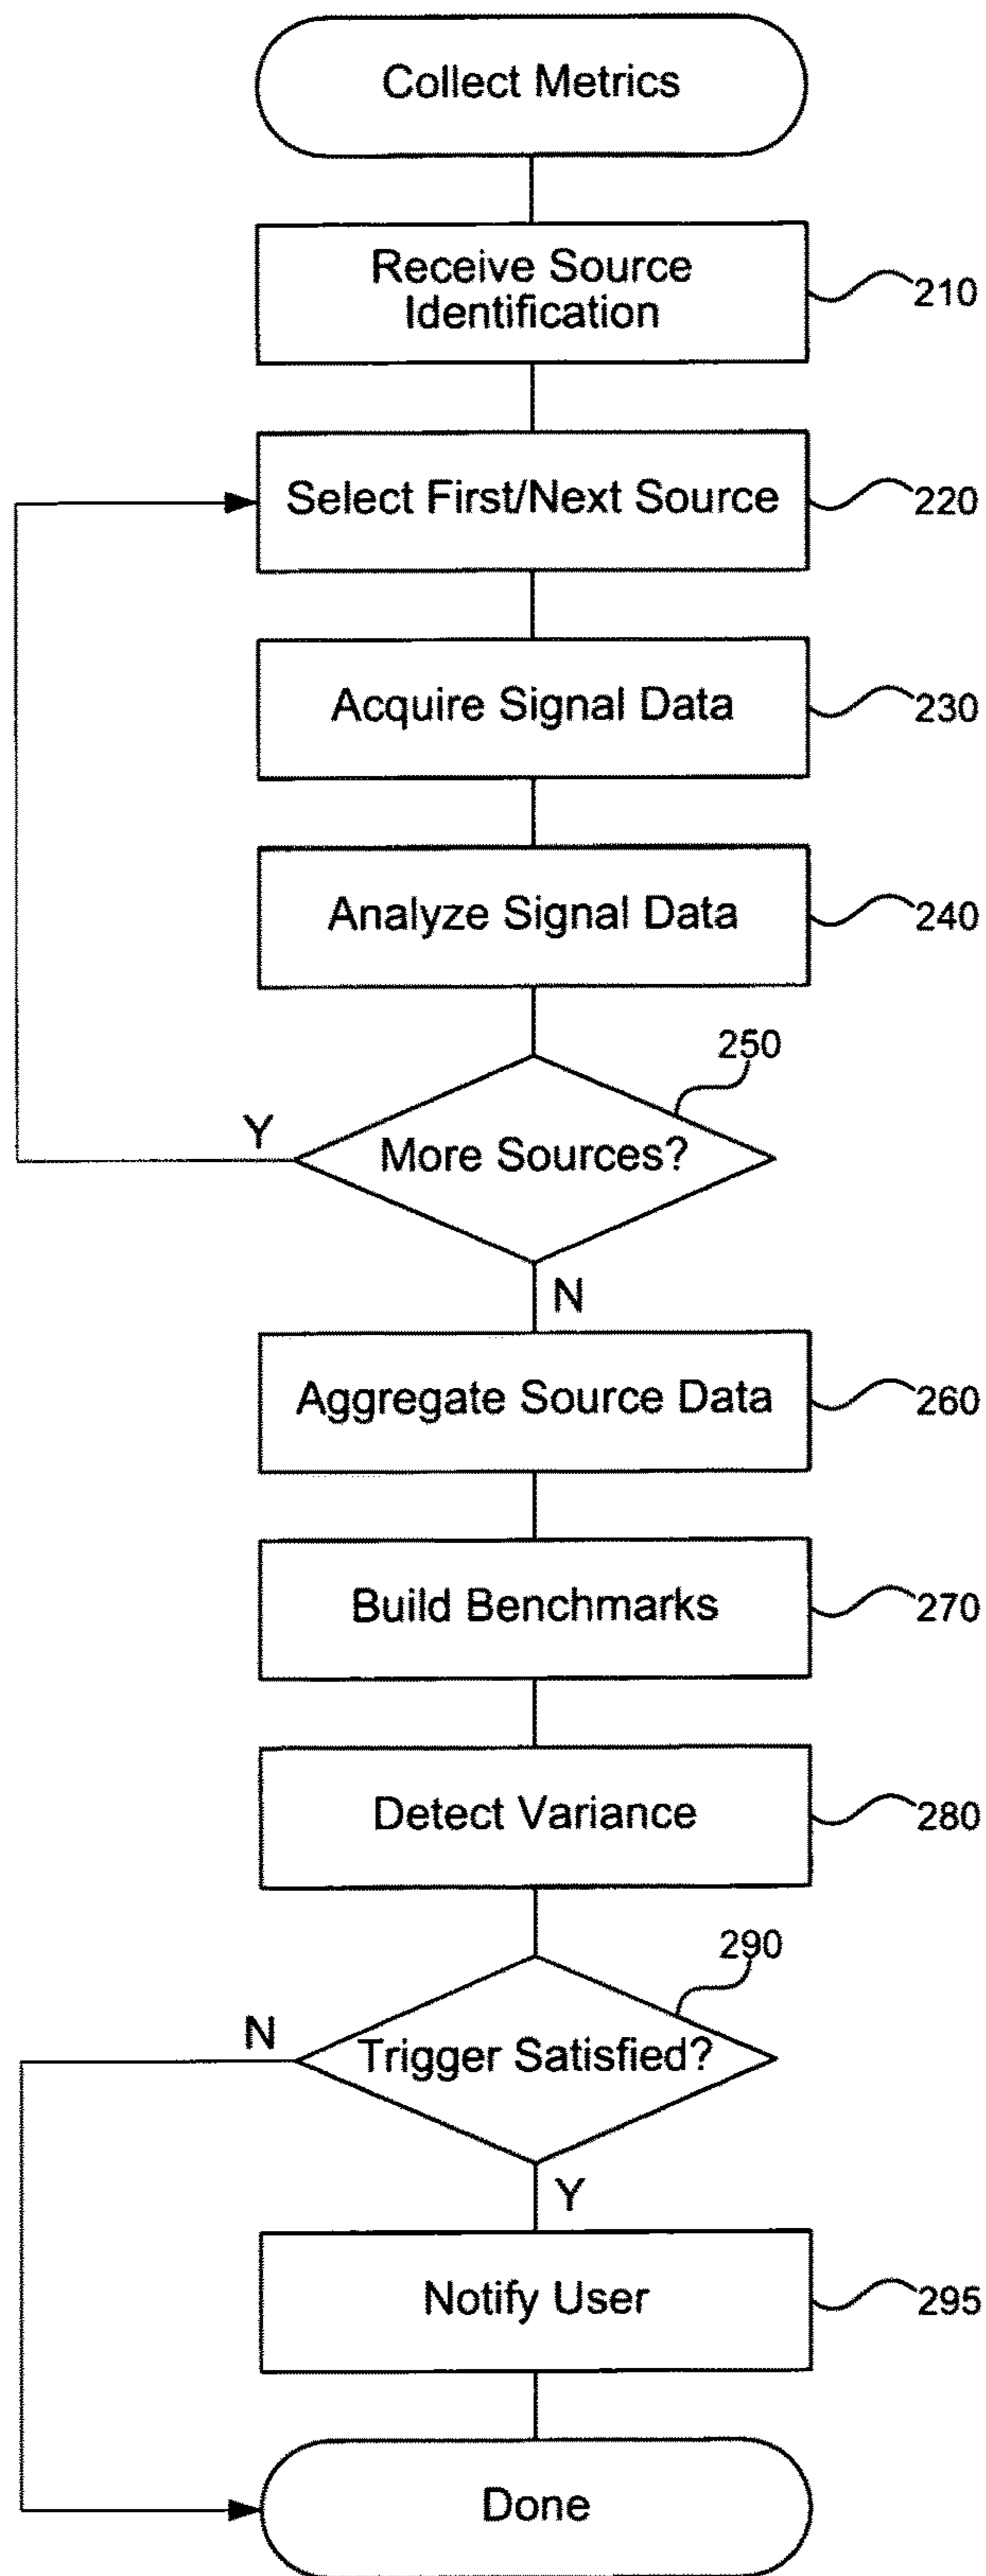 Collect Metrics
Receive Source
Identification
210
Select First/Next Source
220
Acquire Signal Data
230
Analyze Signal Data
240
250
Y
More Sources?
N
Aggregate Source Data
260
Build Benchmarks
270
Detect Variance
280
290
N
Trigger Satisfied?
Y
Notify User
295
Done